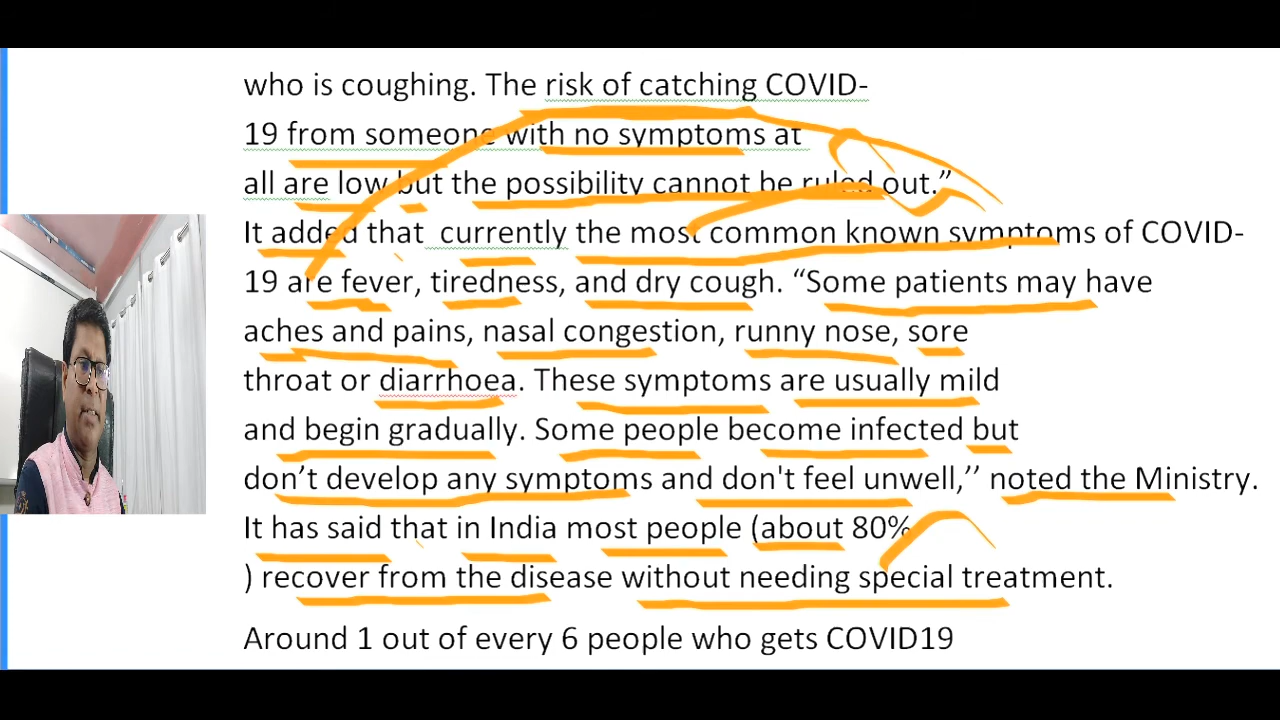 who is coughing. The risk of catching COVID-
19 from someone with no symptoms at
all are low but the possibility cannot be ruled out.”
It added that currently the most common known symptoms of COVID-
19 are fever, tiredness, and dry cough. “Some patients may have
aches and pains, nasal congestion, runny nose, sore
throat or diarrhoea. These symptoms are usually mild
and begin gradually. Some people become infected but
don’t develop any symptoms and don't feel unwell,’’ noted the Ministry.
It has said that in India most people (about 80%
) recover from the disease without needing special treatment.
Around 1 out of every 6 people who gets COVID19